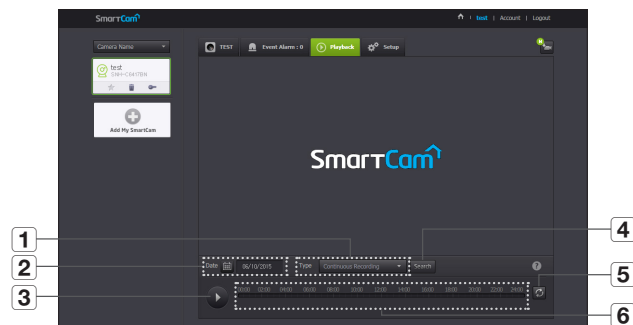 SmartCam
test | Account | Logout
Camera Name
TEST
Event Alarm : 0
Playback
Setup
test
SNH-C6417BN
Add My SmartCam
SmartCam
1
2
3
4
5
6
Date
06/10/2015
Type
Continuous Recording
Search
?
00:00 02:00 04:00 06:00 08:00 10:00 12:00 14:00 16:00 18:00 20:00 22:00 24:00